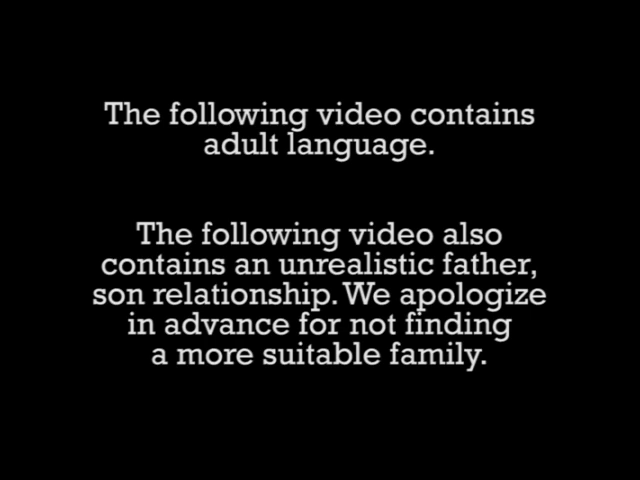 The following video contains
adult language.
The following video also
contains an unrealistic father,
son relationship. We apologize
in advance for not finding
a more suitable family.